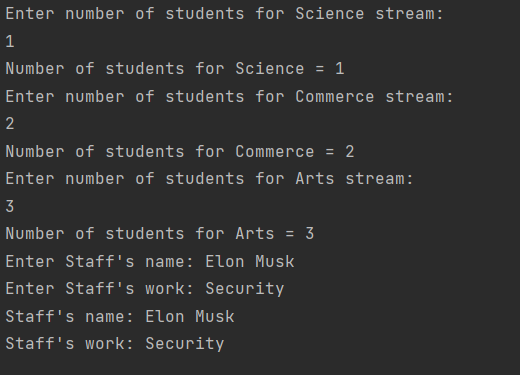 Enter number of students for Science stream:
1
Number of students for Science = 1
Enter number of students for Commerce stream:
2
Number of students for Commerce = 2
Enter number of students for Arts stream:
3
Number of students for Arts = 3
Enter Staff's name: Elon Musk
Enter Staff's work: Security
Staff's name: Elon Musk
Staff's work: Security